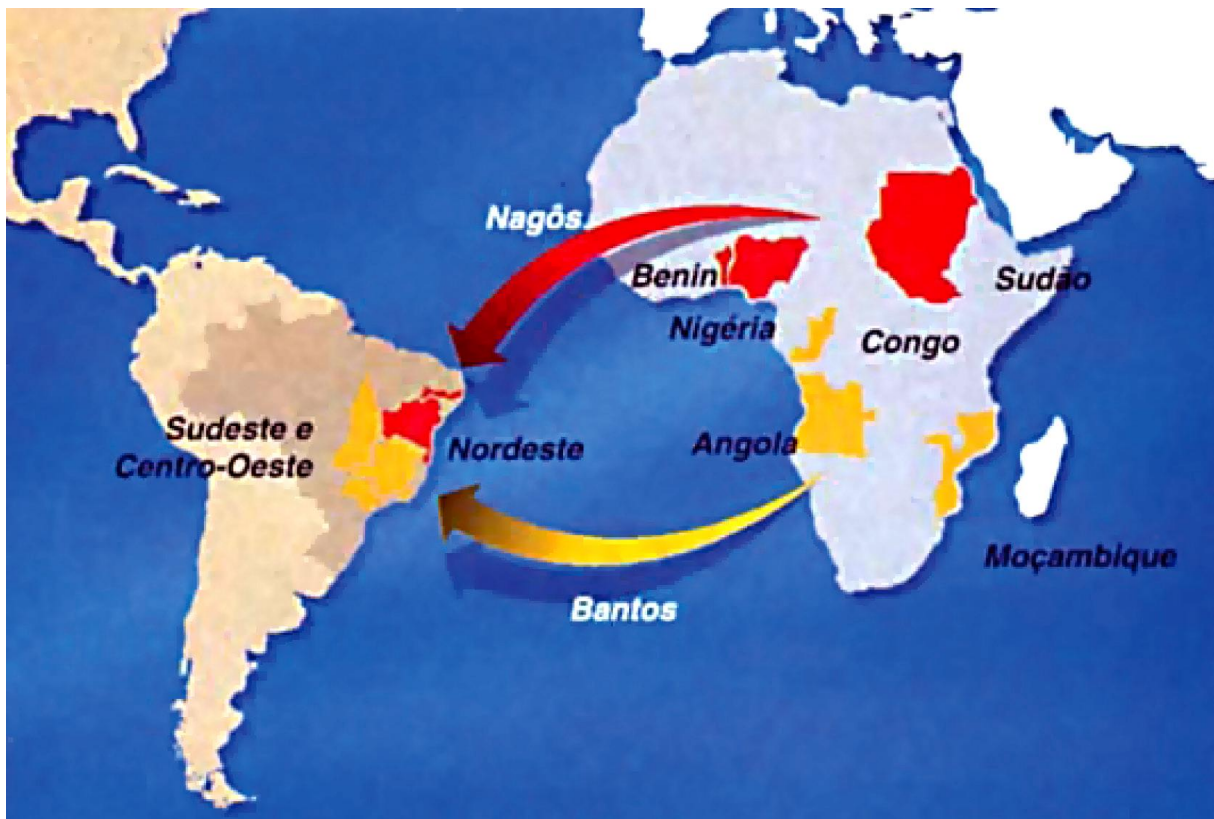 Nagôs
Benin
Sudão
Nigéria
Congo
Sudeste e
Centro-Oeste
Nordeste
Angola
Moçambique
Bantos